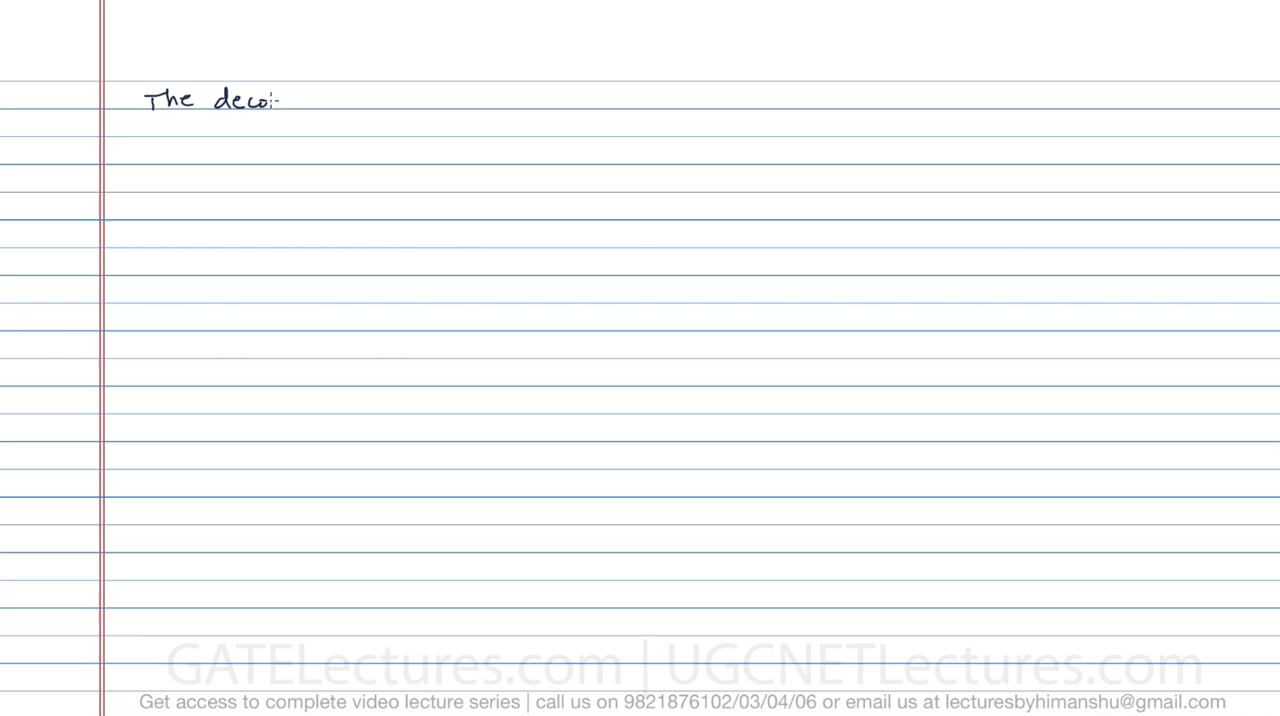 The deco
GATELectures.com | UGCNETLectures.com
Get access to complete video lecture series | call us on 9821876102/03/04/06 or email us at lecturesbyhimanshu@gmail.com